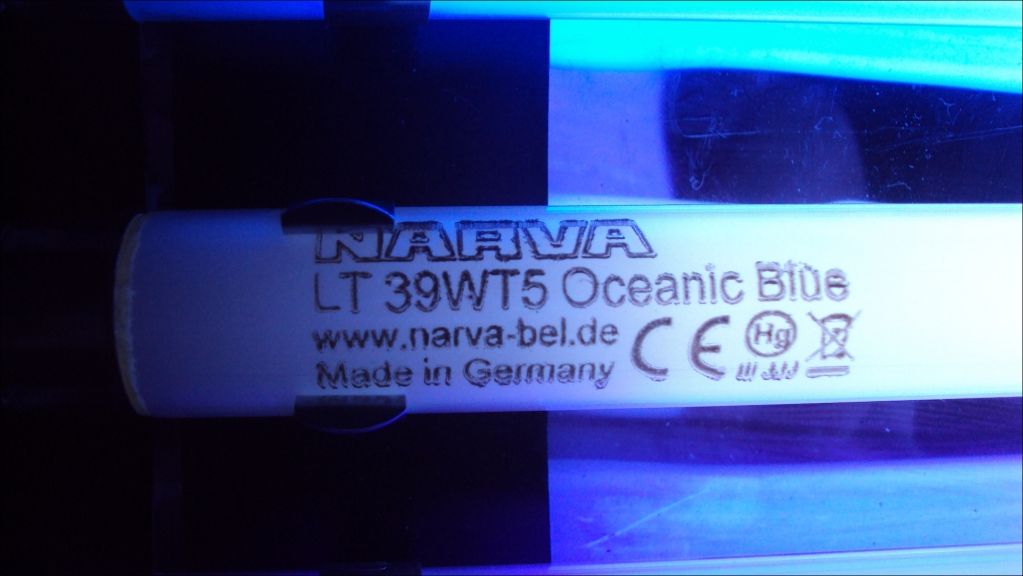 NARVA
LT 39WT5 Oceanic Blue
www.narva-bel.de
Made in Germany
CE Hg